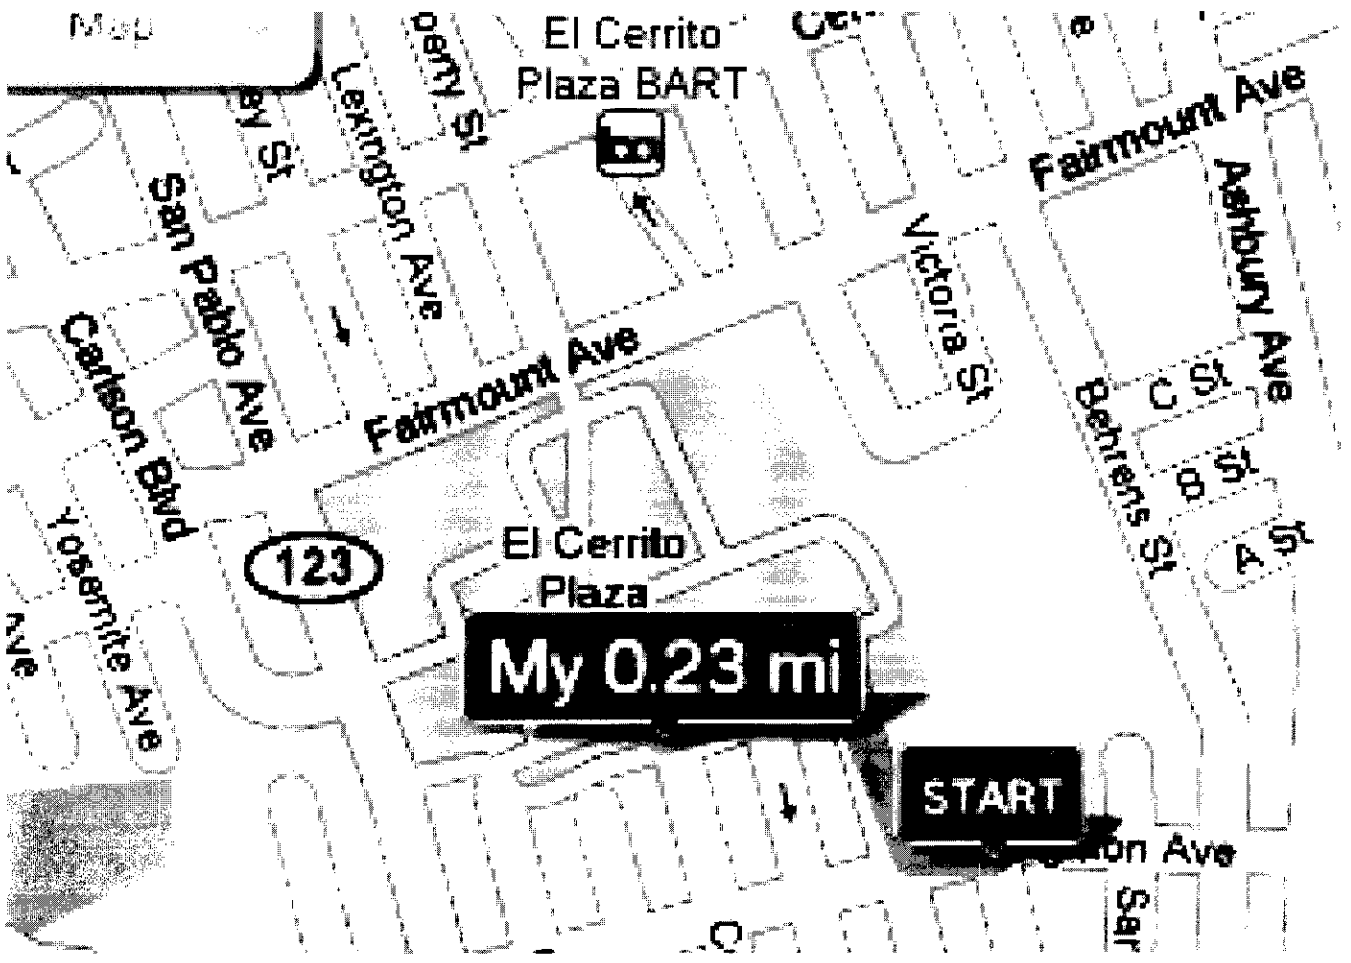 Map
El Cerrito
Plaza BART
Fairmount Ave
Ashbury Ave
Lexington Ave
San Pablo Ave
Victoria St
Carlson Blvd
Fairmount Ave
C St
Behrens St
B St
A St
Yosemite Ave
123
El Cerrito
Plaza
Ave
My 0.23 mi
START
Ave